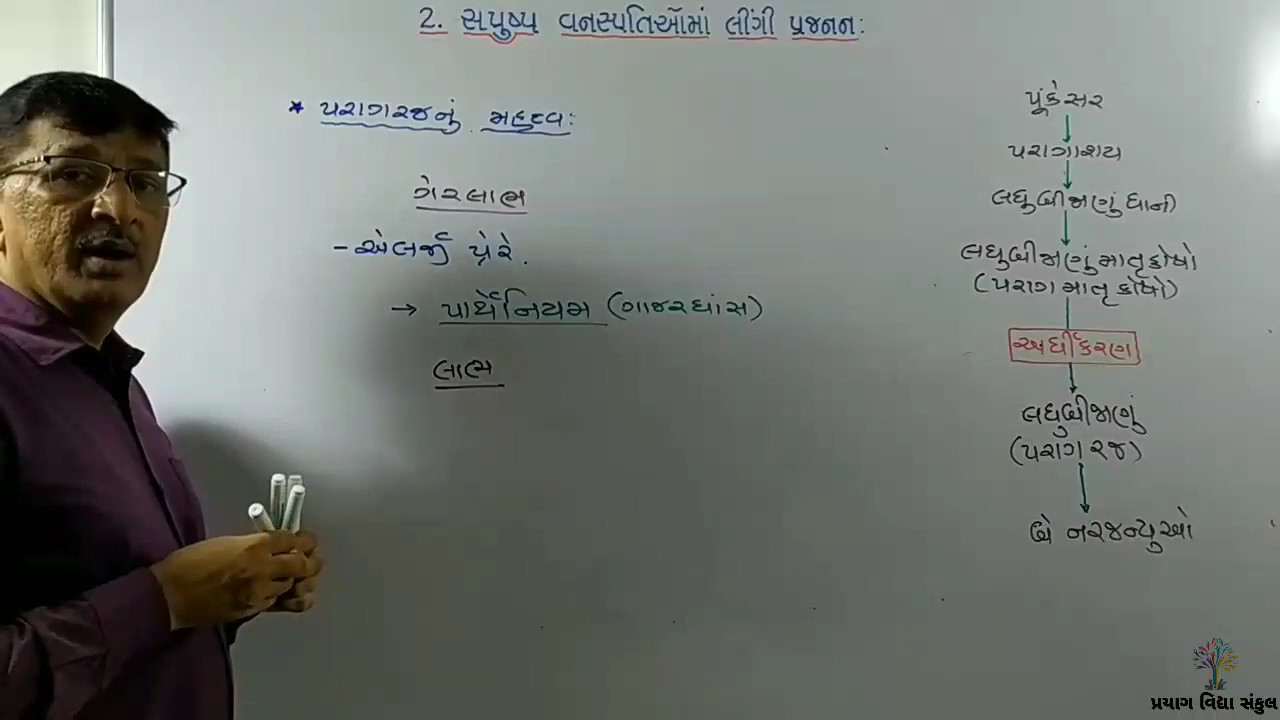 2. સપુષ્પ વનસ્પતિઓમાં લીંગી પ્રજનન:
* પરાગરજનું મહત્વ:
ગેરલાભ
- એલર્જી પ્રેરે.
→ પાર્થેનિયમ (ગાજરઘાંસ)
લાભ
પૂંકેસર
પરાગાશય
લઘુબીજાણુંધાની
લઘુબીજાણુંમાતૃકોષો
(પરાગ માતૃકોષો)
અર્ધીકરણ
લઘુબીજાણું
(પરાગરજ)
બે નરજન્યુઓ
પ્રયાગ વિદ્યા સંકુલ